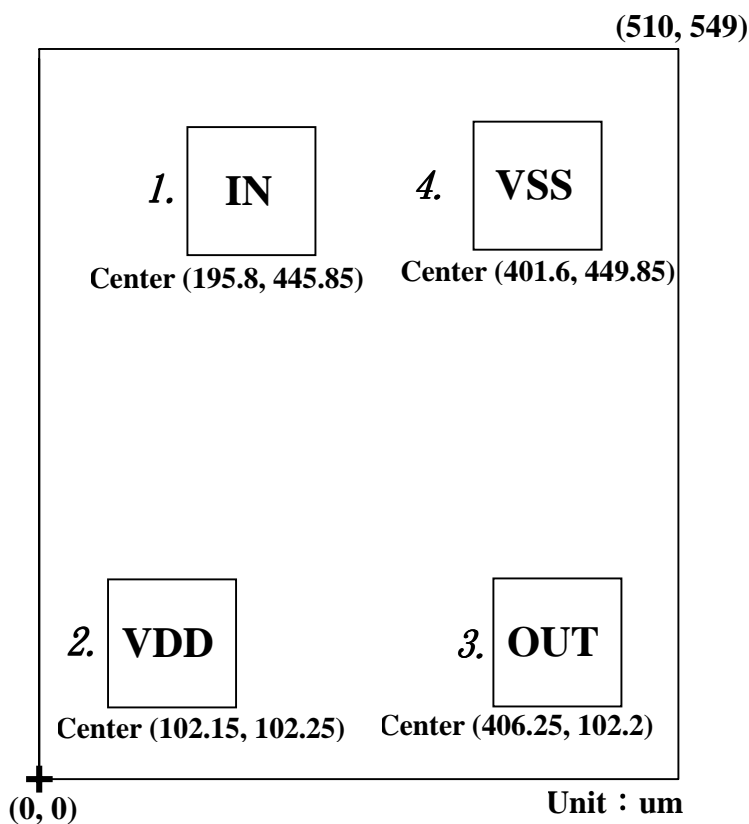 (510, 549)
1. IN
4. VSS
Center (195.8, 445.85)
Center (401.6, 449.85)
2. VDD
3. OUT
Center (102.15, 102.25)
Center (406.25, 102.2)
(0, 0)
Unit：um